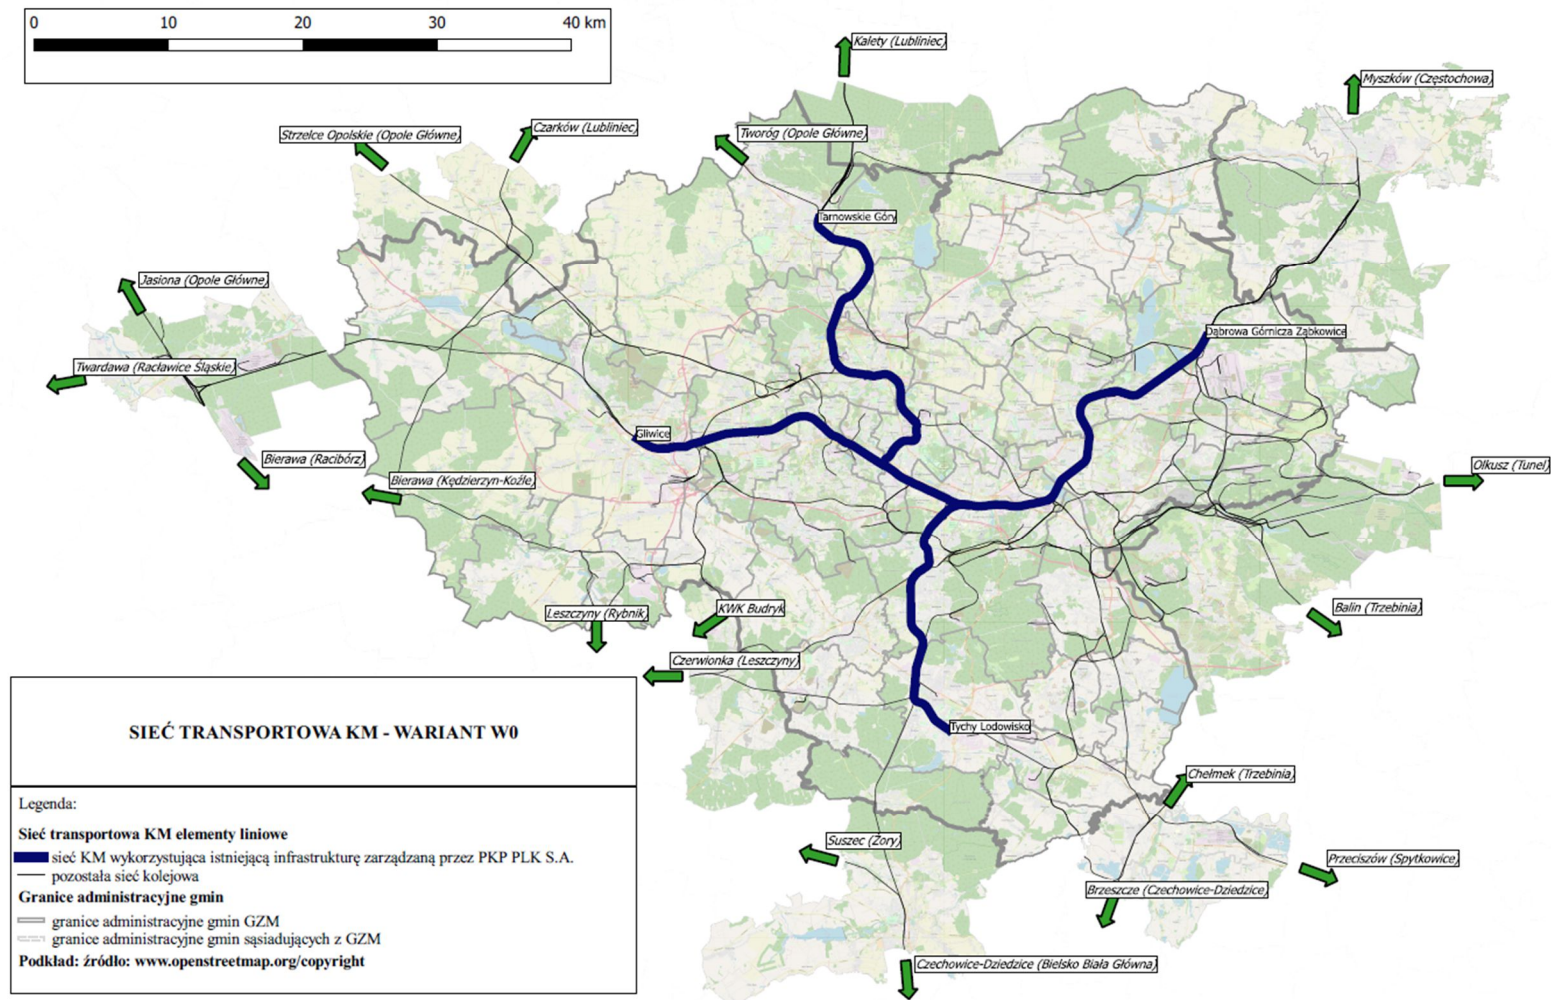 0 10 20 30 40 km
Kalety (Lubliniec)
Myszków (Częstochowa)
Strzelce Opolskie (Opole Główne)
Czarków (Lubliniec)
Tworóg (Opole Główne)
Tarnowskie Góry
Jasiona (Opole Główne)
Dąbrowa Górnicza Ząbkowice
Twardawa (Racławice Śląskie)
Gliwice
Bierawa (Racibórz)
Olkusz (Tunel)
Bierawa (Kędzierzyn-Koźle)
Leszczyny (Rybnik)
KWK Budryk
Balin (Trzebinia)
Czerwionka (Leszczyny)
Tychy Lodowisko
Chełmek (Trzebinia)
Suszec (Żory)
Przeciszów (Spytkowice)
Brzeszcze (Czechowice-Dziedzice)
Czechowice-Dziedzice (Bielsko Biała Główna)
SIEĆ TRANSPORTOWA KM - WARIANT W0
Legenda:
Sieć transportowa KM elementy liniowe
sieć KM wykorzystująca istniejącą infrastrukturę zarządzaną przez PKP PLK S.A.
pozostała sieć kolejowa
Granice administracyjne gmin
granice administracyjne gmin GZM
granice administracyjne gmin sąsiadujących z GZM
Podkład: źródło: www.openstreetmap.org/copyright